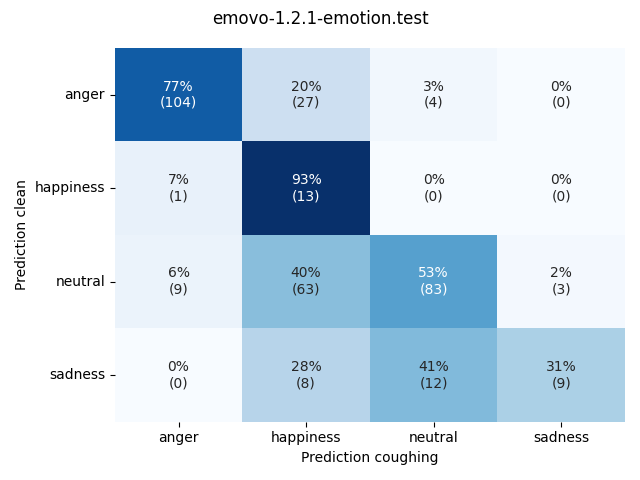 emovo-1.2.1-emotion.test
Prediction clean
anger
77%
(104)
20%
(27)
3%
(4)
0%
(0)
happiness
7%
(1)
93%
(13)
0%
(0)
0%
(0)
neutral
6%
(9)
40%
(63)
53%
(83)
2%
(3)
sadness
0%
(0)
28%
(8)
41%
(12)
31%
(9)
anger
happiness
neutral
sadness
Prediction coughing